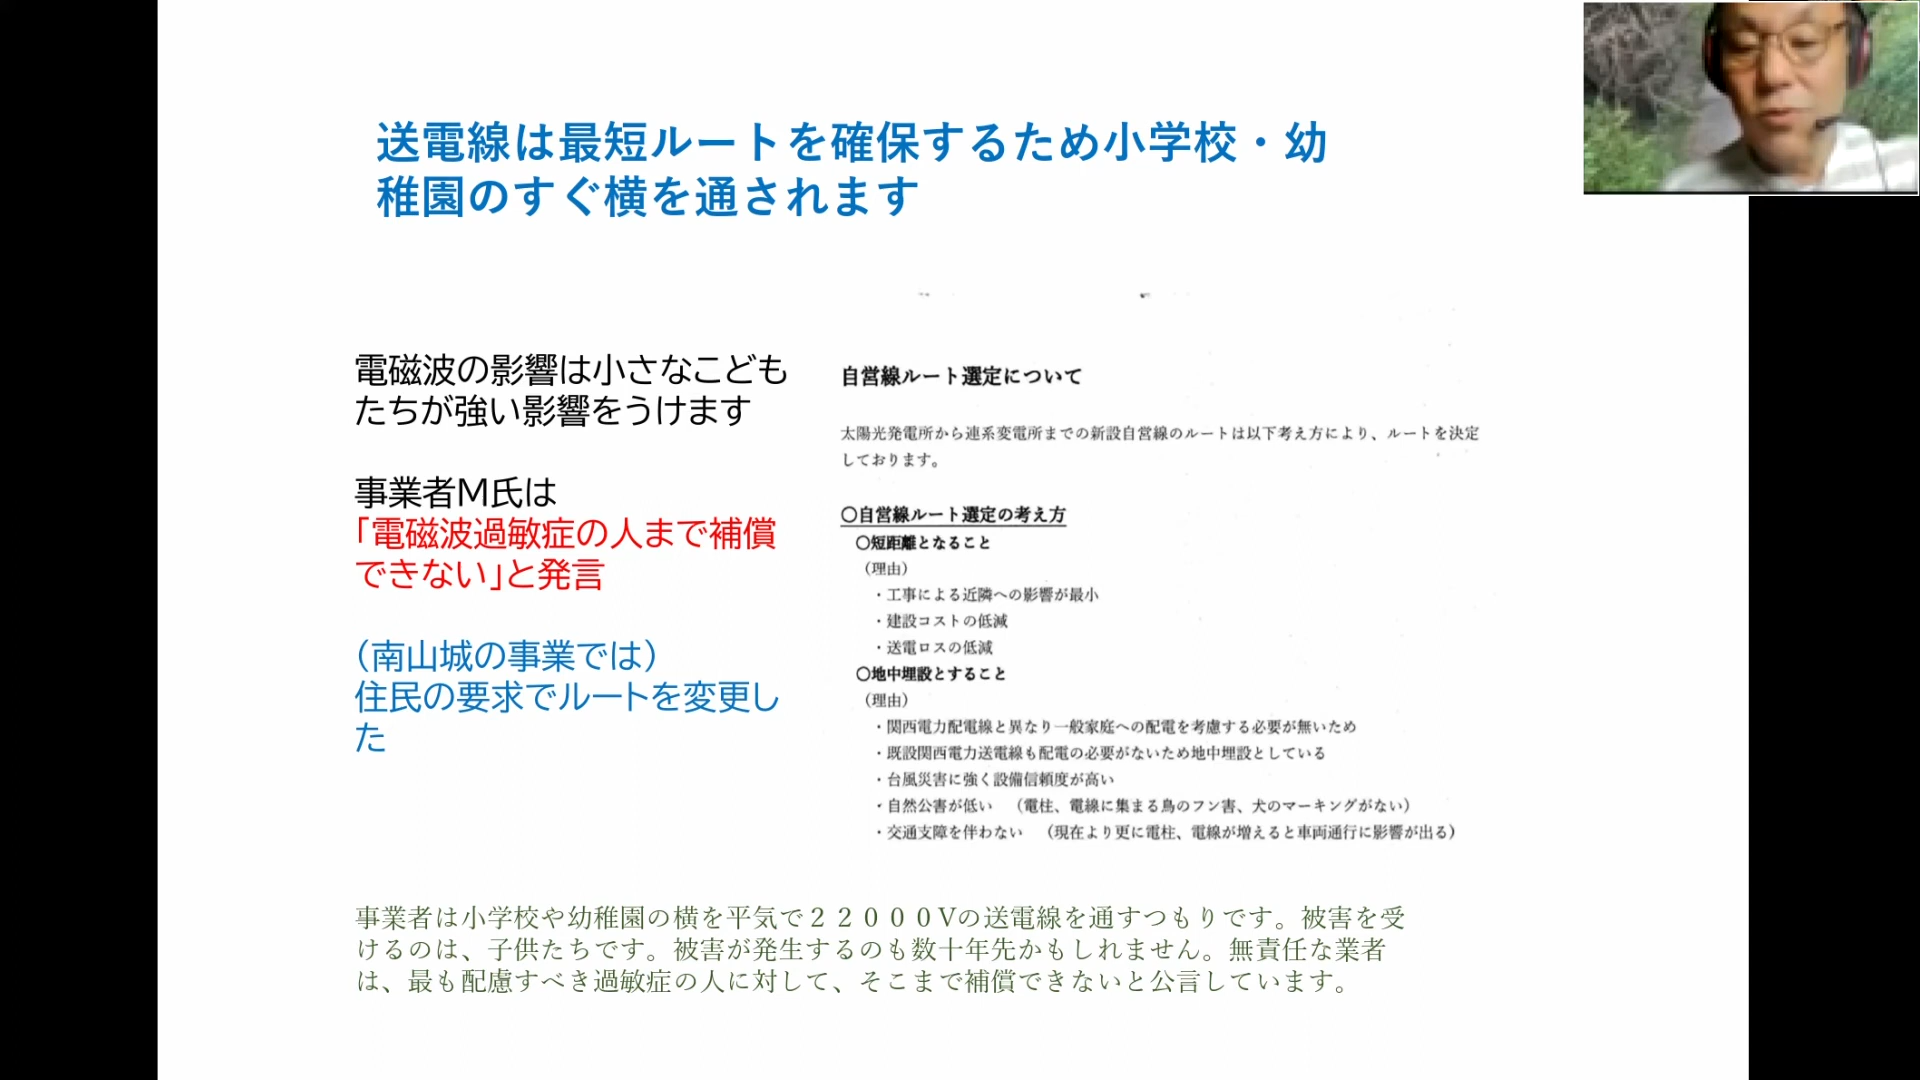 送電線は最短ルートを確保するため小学校・幼
稚園のすぐ横を通されます
電磁波の影響は小さなこども
たちが強い影響をうけます
事業者M氏は
「電磁波過敏症の人まで補償
できない」と発言
（南山城の事業では）
住民の要求でルートを変更し
た
自営線ルート選定について
太陽光発電所から連系変電所までの新設自営線のルートは以下考え方により、ルートを決定
しております。
〇自営線ルート選定の考え方
〇短距離となること
（理由）
・工事による近隣への影響が最小
・建設コストの低減
・送電ロスの低減
〇地中埋設とすること
（理由）
・関西電力配電線と異なり一般家庭への配電を考慮する必要が無いため
・既設関西電力送電線も配電の必要がないため地中埋設としている
・台風災害に強く設備信頼度が高い
・自然公害が低い　（電柱、電線に集まる鳥のフン害、犬のマーキングがない）
・交通支障を伴わない　（現在より更に電柱、電線が増えると車両通行に影響が出る）
事業者は小学校や幼稚園の横を平気で２２０００Vの送電線を通すつもりです。被害を受
けるのは、子供たちです。被害が発生するのも数十年先かもしれません。無責任な業者
は、最も配慮すべき過敏症の人に対して、そこまで補償できないと公言しています。